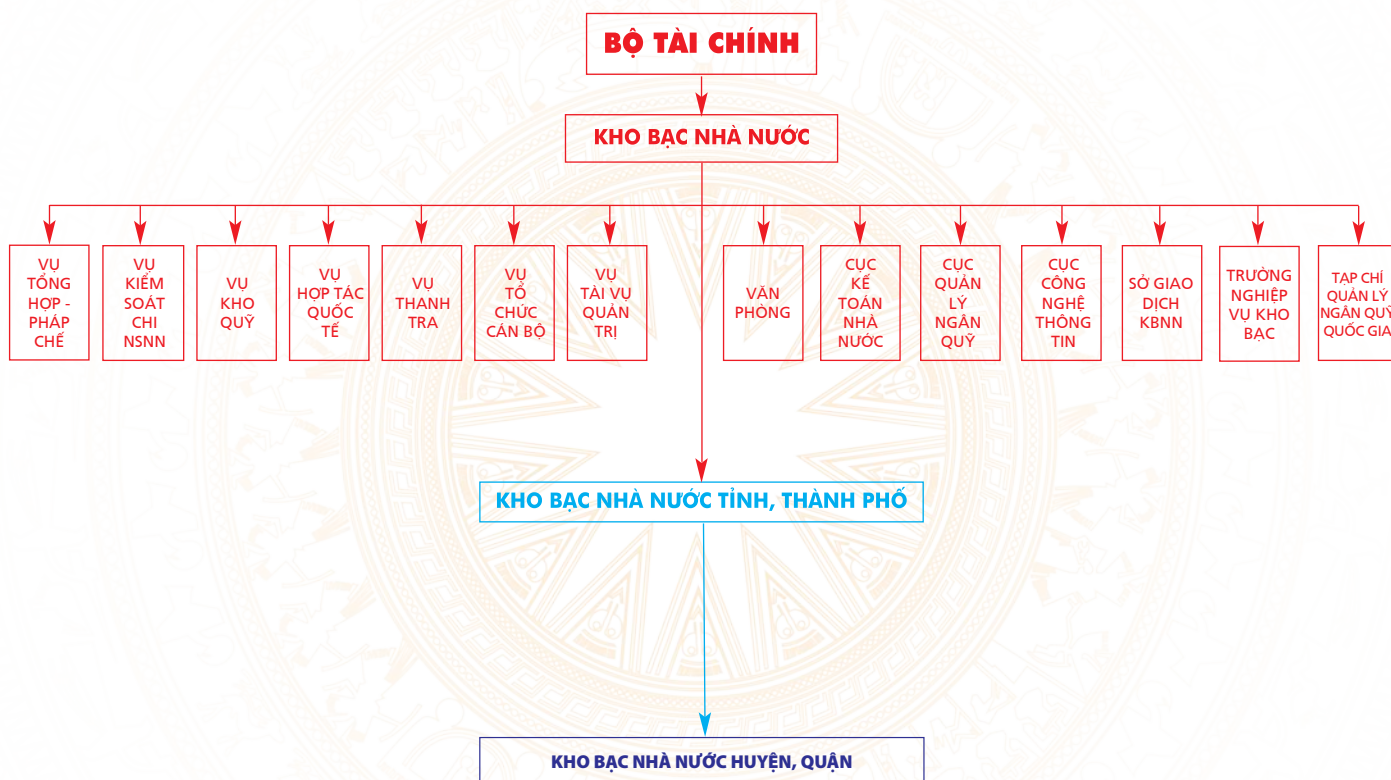 BỘ TÀI CHÍNH
KHO BẠC NHÀ NƯỚC
VỤ
TỔNG
HỢP -
PHÁP
CHẾ
VỤ
KIỂM
SOÁT
CHI
NSNN
VỤ
KHO
QUỸ
VỤ
HỢP TÁC
QUỐC
TẾ
VỤ
THANH
TRA
VỤ
TỔ
CHỨC
CÁN BỘ
VỤ
TÀI VỤ
QUẢN
TRỊ
VĂN
PHÒNG
CỤC
KẾ
TOÁN
NHÀ
NƯỚC
CỤC
QUẢN
LÝ
NGÂN
QUỸ
CỤC
CÔNG
NGHỆ
THÔNG
TIN
SỞ GIAO
DỊCH
KBNN
TRƯỜNG
NGHIỆP
VỤ KHO
BẠC
TẠP CHÍ
QUẢN LÝ
NGÂN QUỸ
QUỐC GIA
KHO BẠC NHÀ NƯỚC TỈNH, THÀNH PHỐ
KHO BẠC NHÀ NƯỚC HUYỆN, QUẬN